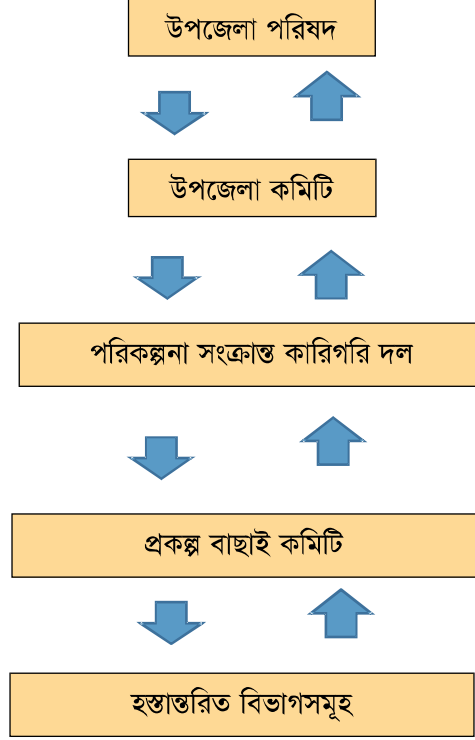 উপজেলা পরিষদ
উপজেলা কমিটি
পরিকল্পনা সংক্রান্ত কারিগরি দল
প্রকল্প বাছাই কমিটি
হস্তান্তরিত বিভাগসমূহ